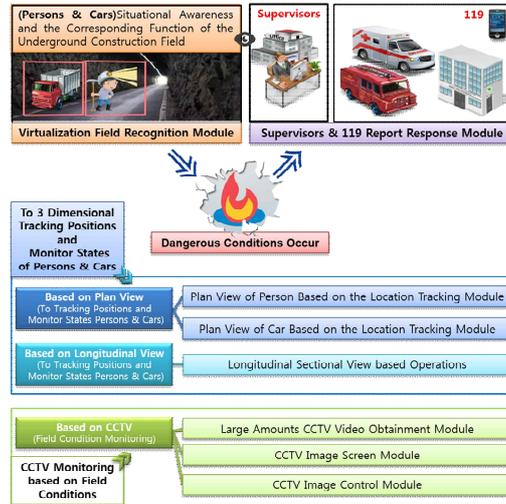 (Persons & Cars)Situational Awareness
and the Corresponding Function of the
Underground Construction Field
Virtualization Field Recognition Module
Supervisors
119
Supervisors & 119 Report Response Module
Dangerous Conditions Occur
To 3 Dimensional
Tracking Positions
and
Monitor States
of Persons & Cars
Based on Plan View
(To Tracking Positions and
Monitor States Persons & Cars)
Plan View of Person Based on the Location Tracking Module
Plan View of Car Based on the Location Tracking Module
Based on Longitudinal View
(To Tracking Positions and
Monitor States Persons & Cars)
Longitudinal Sectional View based Operations
Based on CCTV
(Field Condition Monitoring)
Large Amounts CCTV Video Obtainment Module
CCTV Image Screen Module
CCTV Image Control Module
CCTV Monitoring
based on Field
Conditions